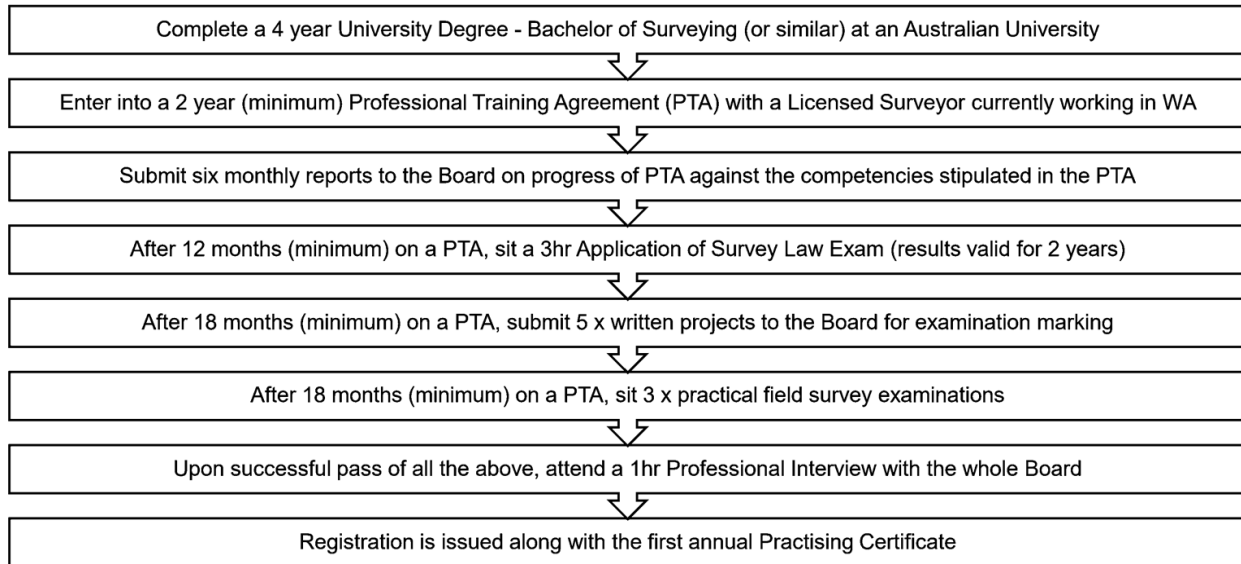 Complete a 4 year University Degree - Bachelor of Surveying (or similar) at an Australian University
Enter into a 2 year (minimum) Professional Training Agreement (PTA) with a Licensed Surveyor currently working in WA
Submit six monthly reports to the Board on progress of PTA against the competencies stipulated in the PTA
After 12 months (minimum) on a PTA, sit a 3hr Application of Survey Law Exam (results valid for 2 years)
After 18 months (minimum) on a PTA, submit 5 x written projects to the Board for examination marking
After 18 months (minimum) on a PTA, sit 3 x practical field survey examinations
Upon successful pass of all the above, attend a 1hr Professional Interview with the whole Board
Registration is issued along with the first annual Practising Certificate